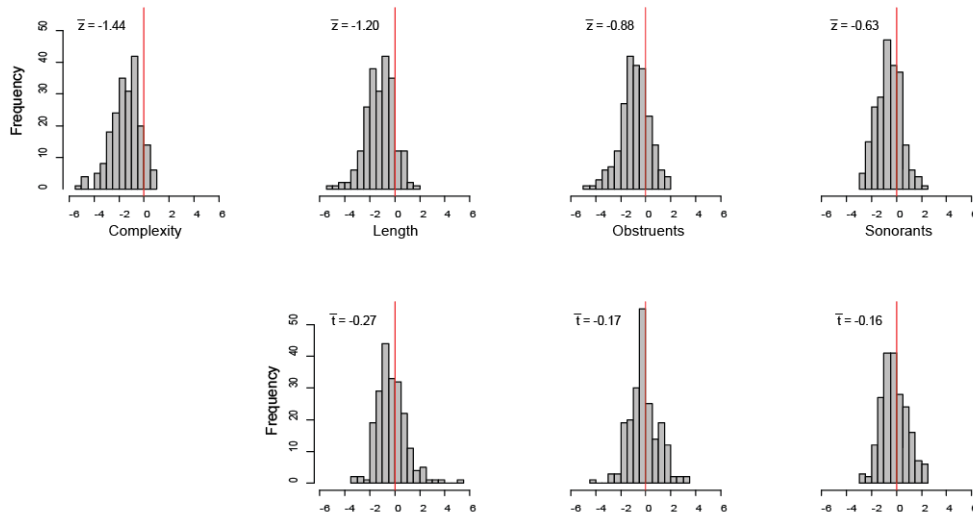 z̅ = -1.44
z̅ = -1.20
z̅ = -0.88
z̅ = -0.63
Frequency
0 10 20 30 40 50
-6 -4 -2 0 2 4 6
-6 -4 -2 0 2 4 6
-6 -4 -2 0 2 4 6
-6 -4 -2 0 2 4 6
Complexity
Length
Obstruents
Sonorants
t̅ = -0.27
t̅ = -0.17
t̅ = -0.16
Frequency
0 10 20 30 40 50
-6 -4 -2 0 2 4 6
-6 -4 -2 0 2 4 6
-6 -4 -2 0 2 4 6